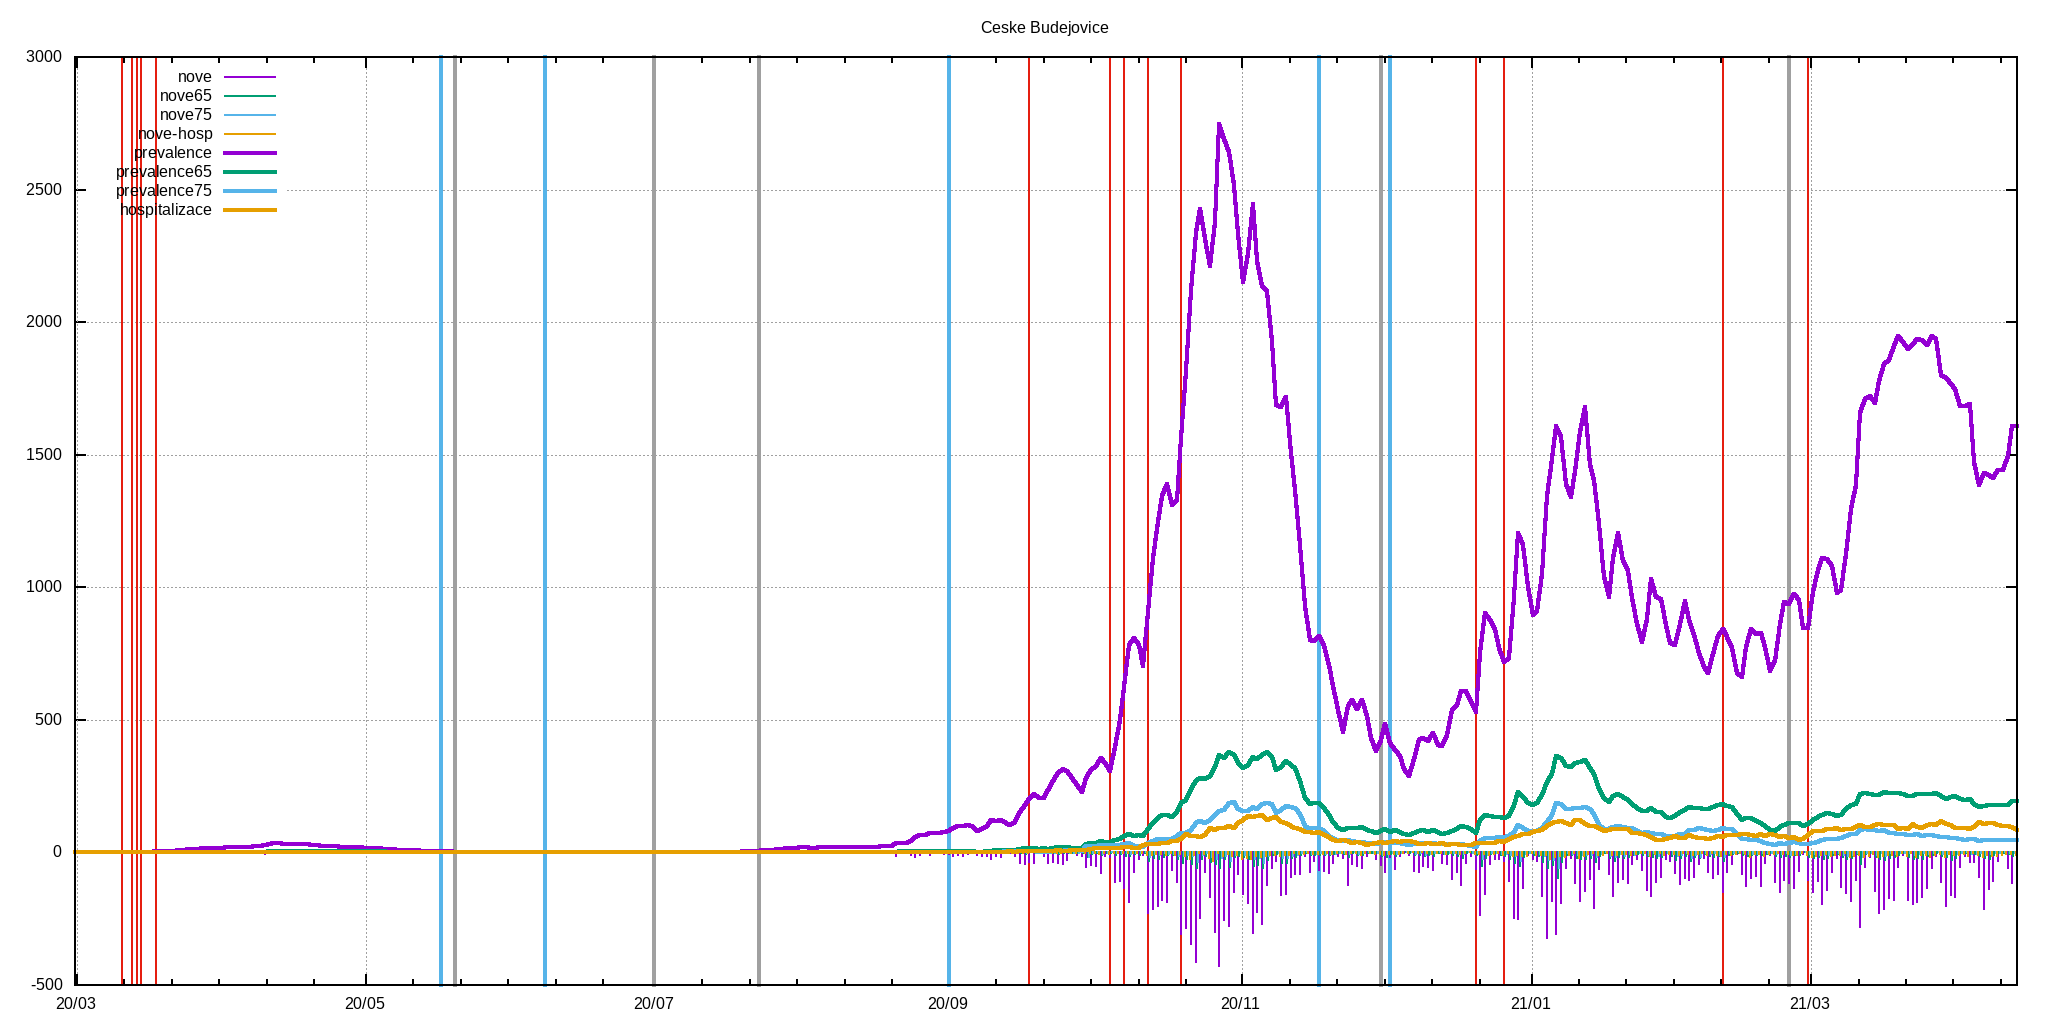 Ceske Budejovice
3000
nove
nove65
nove75
nove-hosp
prevalence
prevalence65
prevalence75
hospitalizace
2500
2000
1500
1000
500
0
-500
20/03 20/05 20/07 20/09 20/11 21/01 21/03